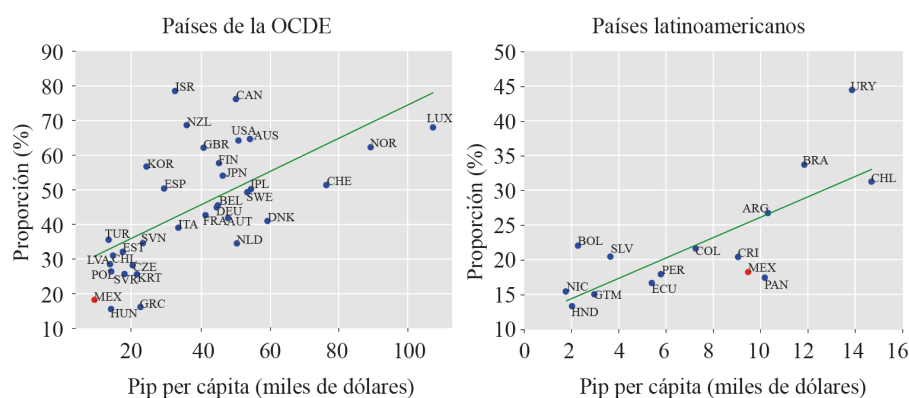 Países de la OCDE
Proporción (%)
90
80
70
60
50
40
30
20
10
ISR
CAN
NZL
LUX
USA
AUS
GBR
NOR
FIN
KOR
JPN
ESP
IPL
CHE
SWE
BEL
DEU
FRA
AUT
DNK
ITA
TUR
SVN
NLD
EST
LVA
CHL
CZE
POL
SVR
KRT
MEX
GRC
HUN
20
40
60
80
100
Pip per cápita (miles de dólares)
Países latinoamericanos
Proporción (%)
50
45
40
35
30
25
20
15
10
URY
BRA
CHL
ARG
BOL
SLV
COL
CRI
PER
MEX
ECU
PAN
NIC
GTM
HND
0
2
4
6
8
10
12
14
16
Pip per cápita (miles de dólares)